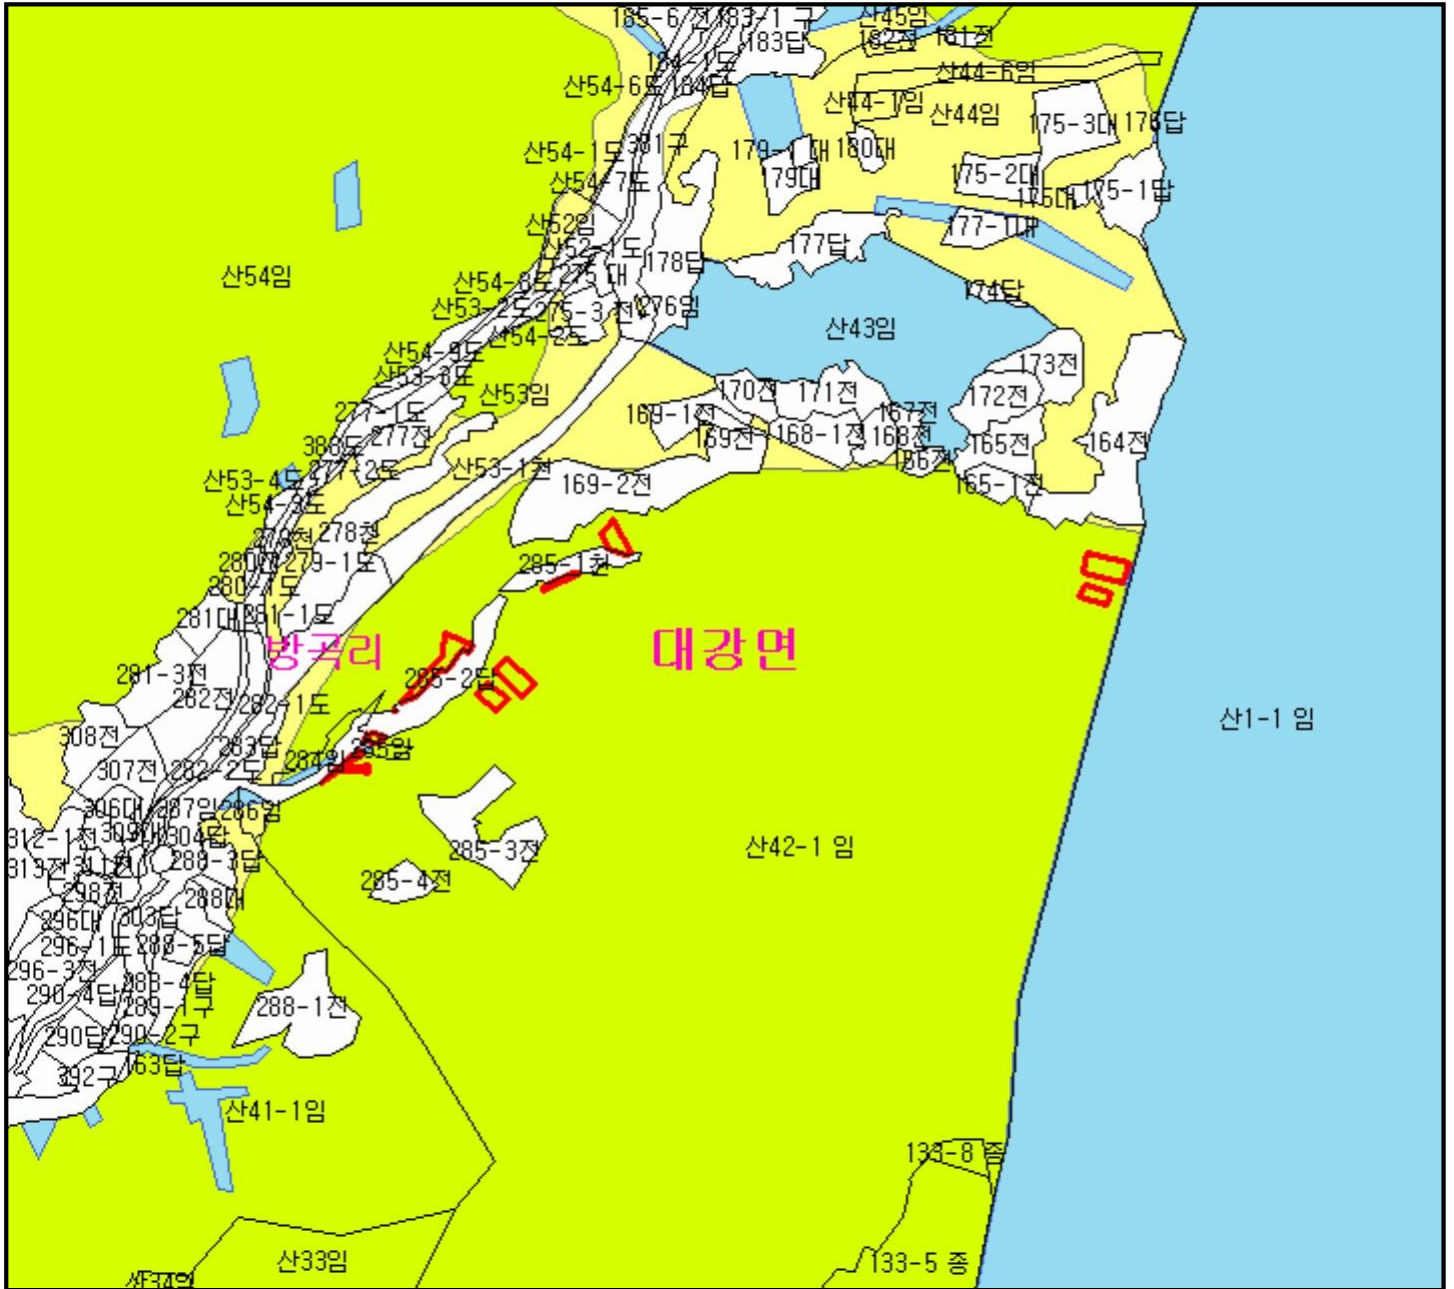 185-6 전
183-1 구
산45임
183답
182전
181전
184-1도
산54-6도
184답
산44-6임
산44-1임
산44임
175-3대
176답
산54-1도
381구
179-1대
180대
산54-7도
179대
175-2대
175대
175-1답
산52임
177-1대
산52-1도
177답
산54임
산54-8도
275 대
178답
174답
산53-2도
275-3 전
276임
산43임
산54-2도
산54-9도
산53-3도
173전
산53임
170전
171전
172전
277-1도
169-1전
167전
386도
277전
169전
168-1전
168전
165전
164전
277-2도
산53-1전
166전
산53-4도
169-2전
165-1전
산54-3도
278전
280전
279-1도
285-1전
280-1도
281대
281-1도
방곡리
대강면
281-3전
285-2답
282전
282-1도
산1-1 임
308전
283답
284임
285임
307전
282-2도
306대
287임
286임
312-1전
304답
산42-1 임
313전
311전
288-3답
285-3전
298전
285-4전
288대
296대
303답
296-1도
288-5답
296-3전
288-4답
290-4답
289-1구
288-1전
290답
290-2구
163답
392구
산41-1임
133-8 종
산33임
133-5 종
산34임